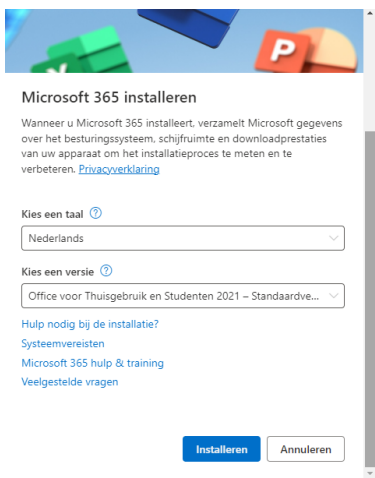 Microsoft 365 installeren
Wanneer u Microsoft 365 installeert, verzamelt Microsoft gegevens
over het besturingssysteem, schijfruimte en downloadprestaties
van uw apparaat om het installatieproces te meten en te
verbeteren. Privacyverklaring
Kies een taal
Nederlands
Kies een versie
Office voor Thuisgebruik en Studenten 2021 – Standaardve...
Hulp nodig bij de installatie?
Systeemvereisten
Microsoft 365 hulp & training
Veelgestelde vragen
Installeren
Annuleren